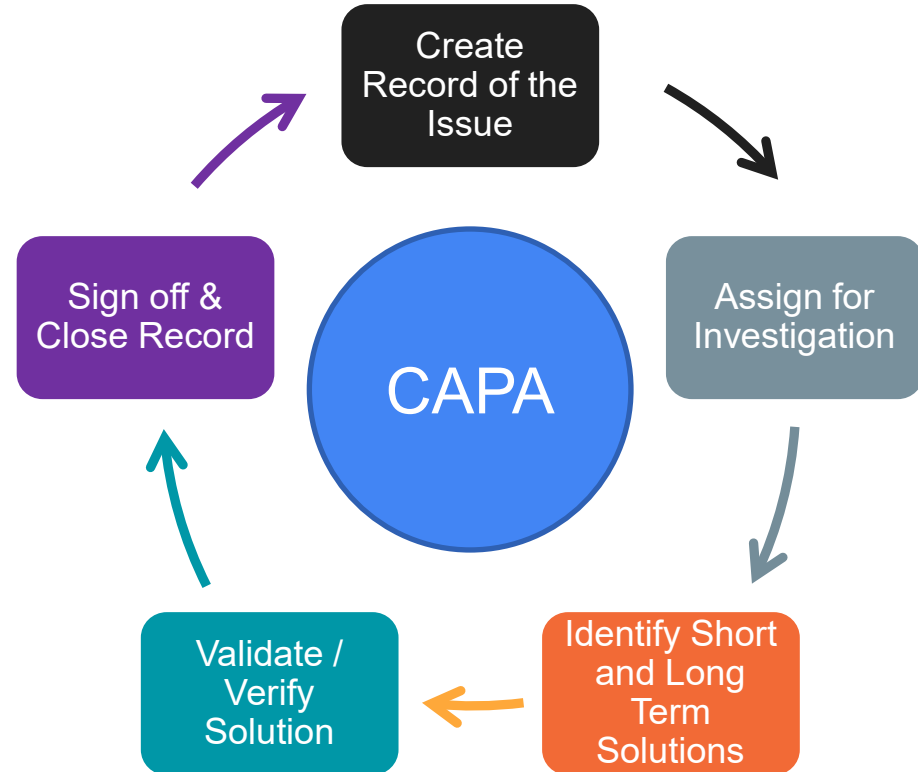 Create
Record of the
Issue
Sign off &
Close Record
Assign for
Investigation
CAPA
Validate /
Verify
Solution
Identify Short
and Long
Term
Solutions